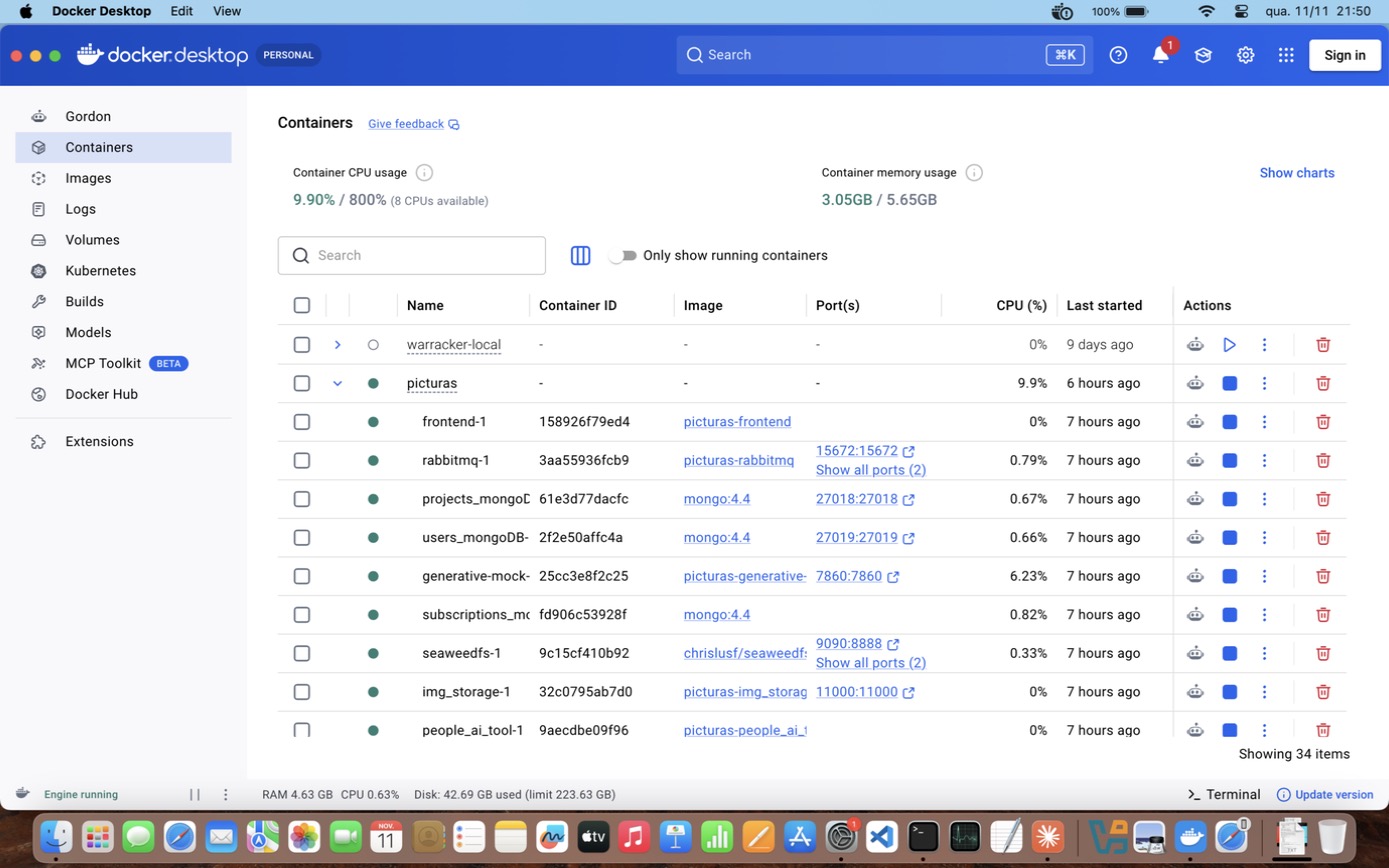 Docker Desktop Edit View 100% qua. 11/11 21:50
docker.desktop PERSONAL Search ⌘K 1 Sign in
Gordon
Containers
Images
Logs
Volumes
Kubernetes
Builds
Models
MCP Toolkit BETA
Docker Hub
Extensions
Containers Give feedback
Container CPU usage Container memory usage Show charts
9.90% / 800% (8 CPUs available) 3.05GB / 5.65GB
Search Only show running containers
Name Container ID Image Port(s) CPU (%) Last started Actions
warracker-local - - - 0% 9 days ago
picturas - - - 9.9% 6 hours ago
frontend-1 158926f79ed4 picturas-frontend 0% 7 hours ago
rabbitmq-1 3aa55936fcb9 picturas-rabbitmq 15672:15672 0.79% 7 hours ago
Show all ports (2)
projects_mongoD 61e3d77dacfc mongo:4.4 27018:27018 0.67% 7 hours ago
users_mongoDB- 2f2e50affc4a mongo:4.4 27019:27019 0.66% 7 hours ago
generative-mock- 25cc3e8f2c25 picturas-generative- 7860:7860 6.23% 7 hours ago
subscriptions_mo fd906c53928f mongo:4.4 0.82% 7 hours ago
seaweedfs-1 9c15cf410b92 chrislusf/seaweedfs 9090:8888 0.33% 7 hours ago
Show all ports (2)
img_storage-1 32c0795ab7d0 picturas-img_storag 11000:11000 0% 7 hours ago
people_ai_tool-1 9aecdbe09f96 picturas-people_ai_t 0% 7 hours ago
Showing 34 items
Engine running RAM 4.63 GB CPU 0.63% Disk: 42.69 GB used (limit 223.63 GB) Terminal Update version
NOV. 11 tv 1